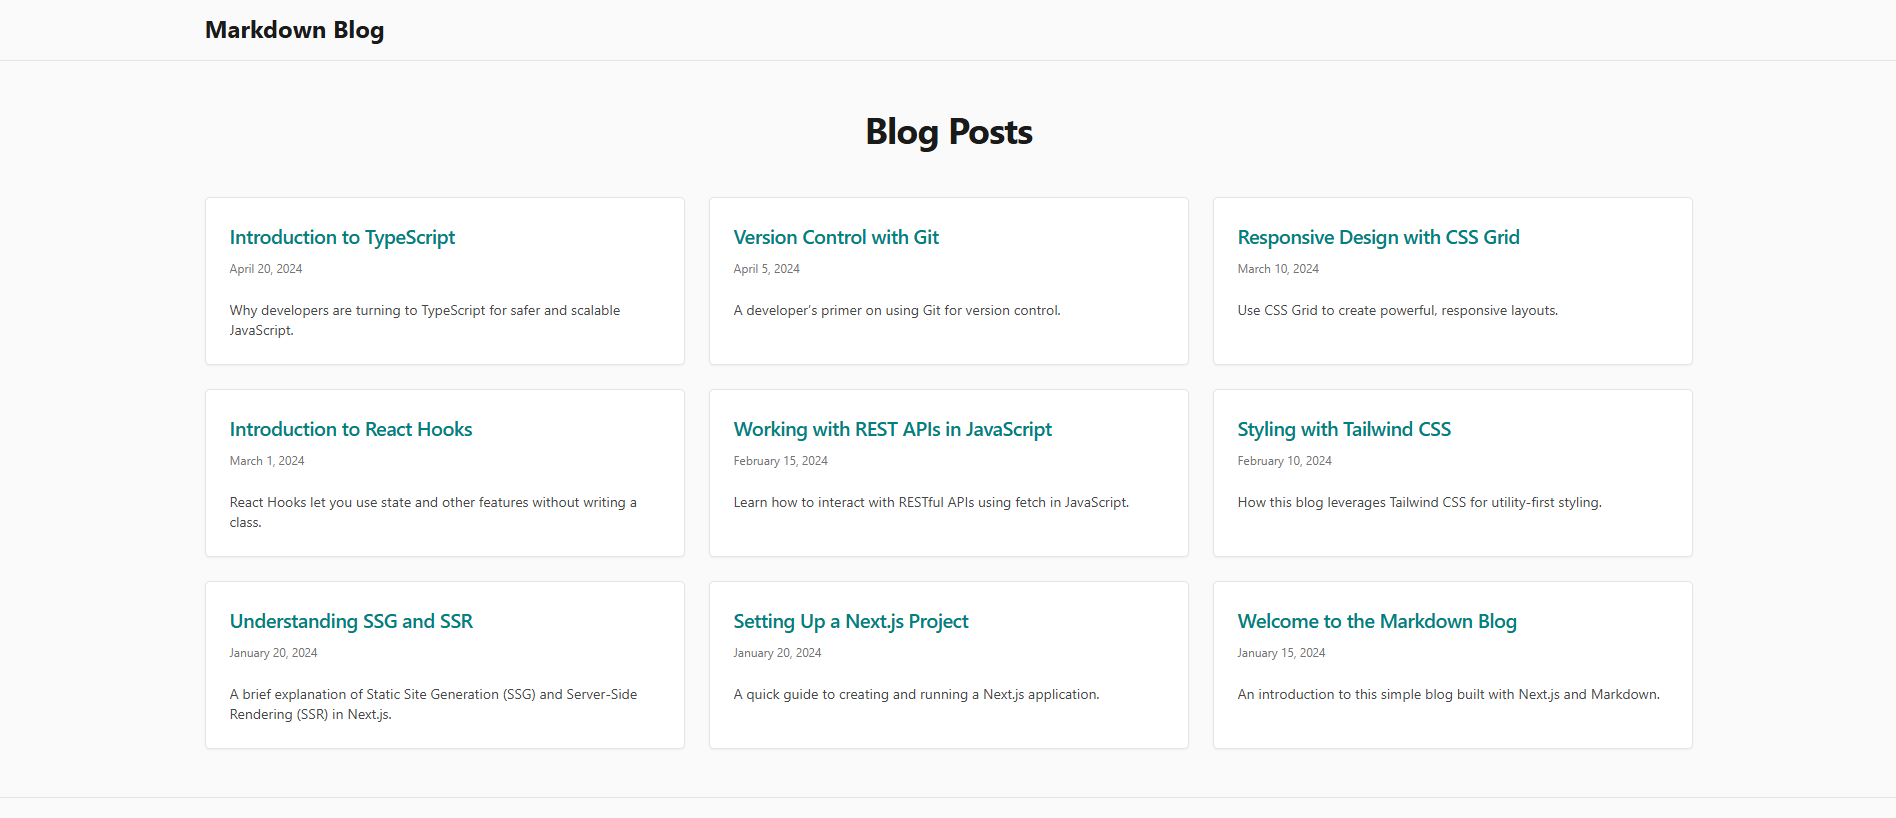 Markdown Blog
Blog Posts
Introduction to TypeScript
April 20, 2024
Why developers are turning to TypeScript for safer and scalable
JavaScript.
Version Control with Git
April 5, 2024
A developer’s primer on using Git for version control.
Responsive Design with CSS Grid
March 10, 2024
Use CSS Grid to create powerful, responsive layouts.
Introduction to React Hooks
March 1, 2024
React Hooks let you use state and other features without writing a
class.
Working with REST APIs in JavaScript
February 15, 2024
Learn how to interact with RESTful APIs using fetch in JavaScript.
Styling with Tailwind CSS
February 10, 2024
How this blog leverages Tailwind CSS for utility-first styling.
Understanding SSG and SSR
January 20, 2024
A brief explanation of Static Site Generation (SSG) and Server-Side
Rendering (SSR) in Next.js.
Setting Up a Next.js Project
January 20, 2024
A quick guide to creating and running a Next.js application.
Welcome to the Markdown Blog
January 15, 2024
An introduction to this simple blog built with Next.js and Markdown.